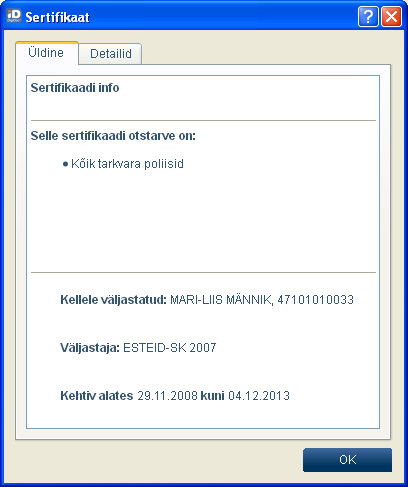 Sertifikaat
Üldine
Detailid
Sertifikaadi info
Selle sertifikaadi otstarve on:
• Kõik tarkvara poliisid
Kellele väljastatud: MARI-LIIS MÄNNIK, 47101010033
Väljastaja: ESTEID-SK 2007
Kehtiv alates 29.11.2008 kuni 04.12.2013
OK